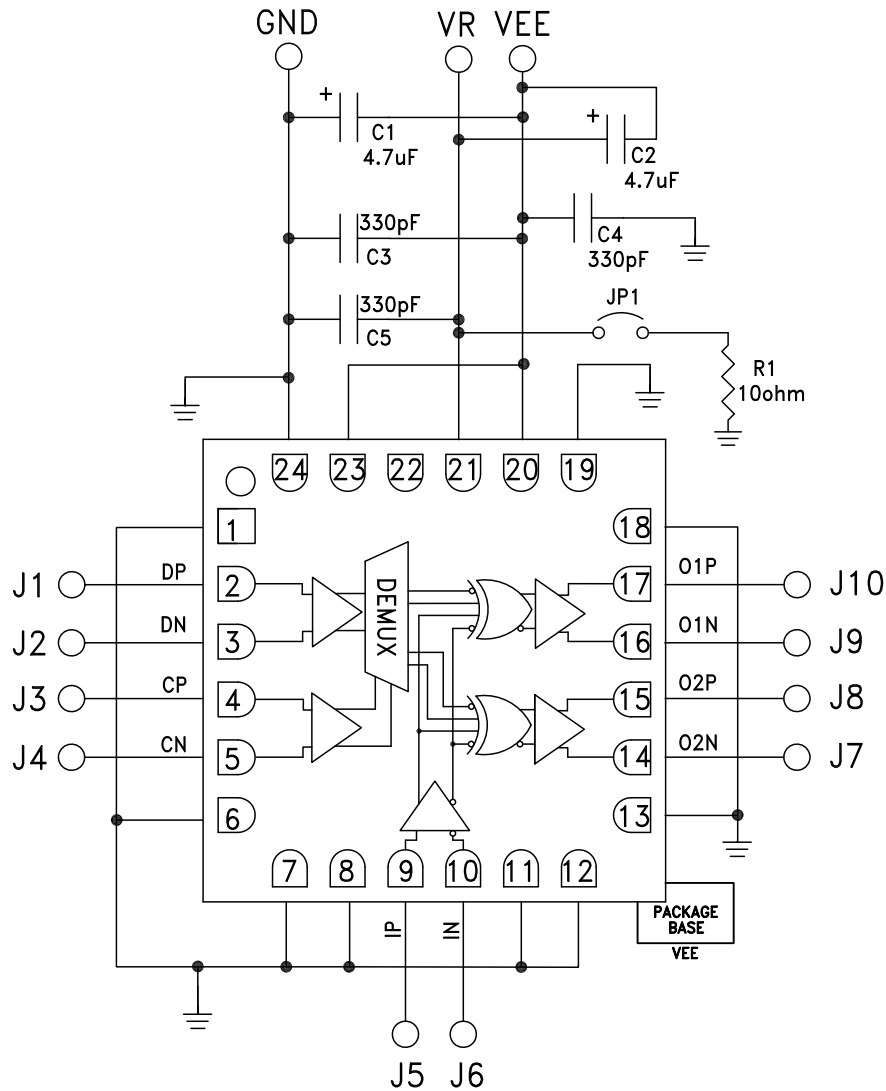 GND VR VEE
+
C1
4.7uF
+
C2
4.7uF
330pF
C3
C4
330pF
330pF
C5
JP1
R1
10ohm
24 23 22 21 20 19
1 18
J1 DP 2 17 O1P J10
DEMUX
J2 DN 3 16 O1N J9
J3 CP 4 15 O2P J8
J4 CN 5 14 O2N J7
6 13
7 8 9 10 11 12
IP IN
PACKAGE
BASE
VEE
J5 J6